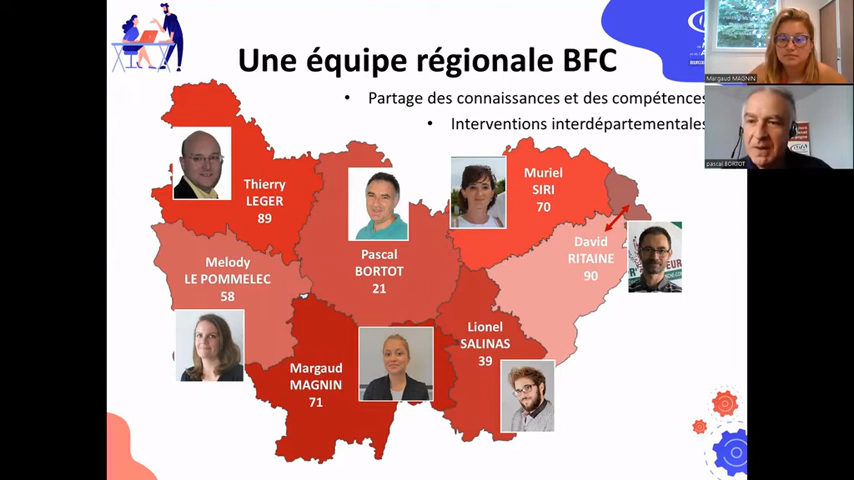 Une équipe régionale BFC
• Partage des connaissances et des compétences
• Interventions interdépartementales
Margaud MAGNIN
pascal BORTOT
Thierry
LEGER
89
Muriel
SIRI
70
Pascal
BORTOT
21
David
RITAINE
90
Melody
LE POMMELEC
58
Lionel
SALINAS
39
Margaud
MAGNIN
71